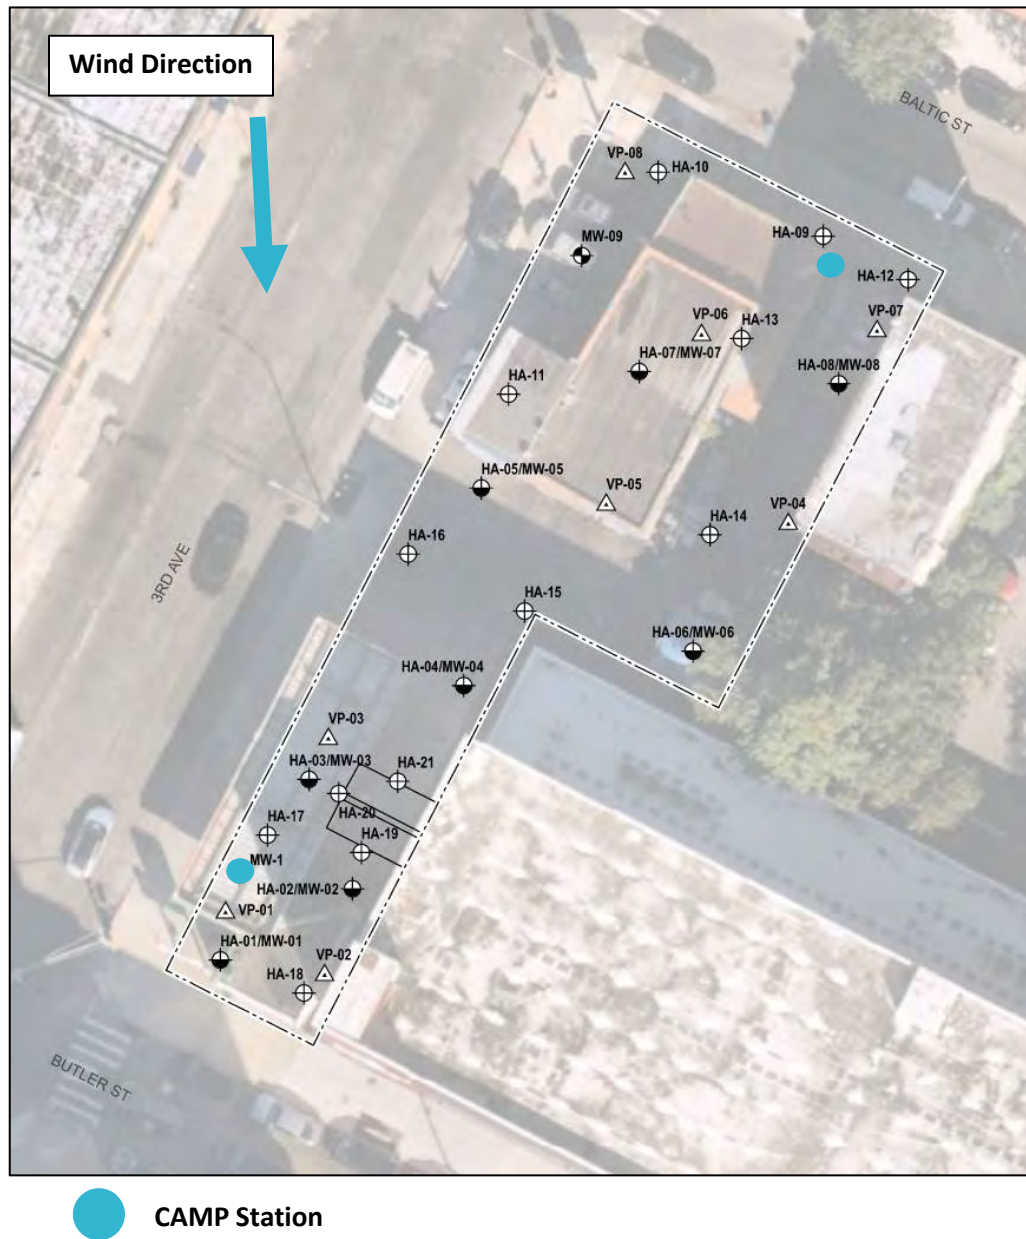 Wind Direction
BALTIC ST
VP-08
HA-10
HA-09
MW-09
HA-12
VP-07
VP-06
HA-13
HA-07/MW-07
HA-08/MW-08
HA-11
HA-05/MW-05
VP-05
VP-04
HA-14
HA-16
3RD AVE
HA-15
HA-06/MW-06
HA-04/MW-04
VP-03
HA-03/MW-03
HA-21
HA-20
HA-17
HA-19
MW-1
HA-02/MW-02
VP-01
HA-01/MW-01
VP-02
HA-18
BUTLER ST
CAMP Station